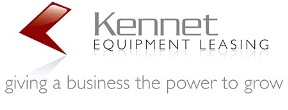 Kennet
EQUIPMENT LEASING
giving a business the power to grow